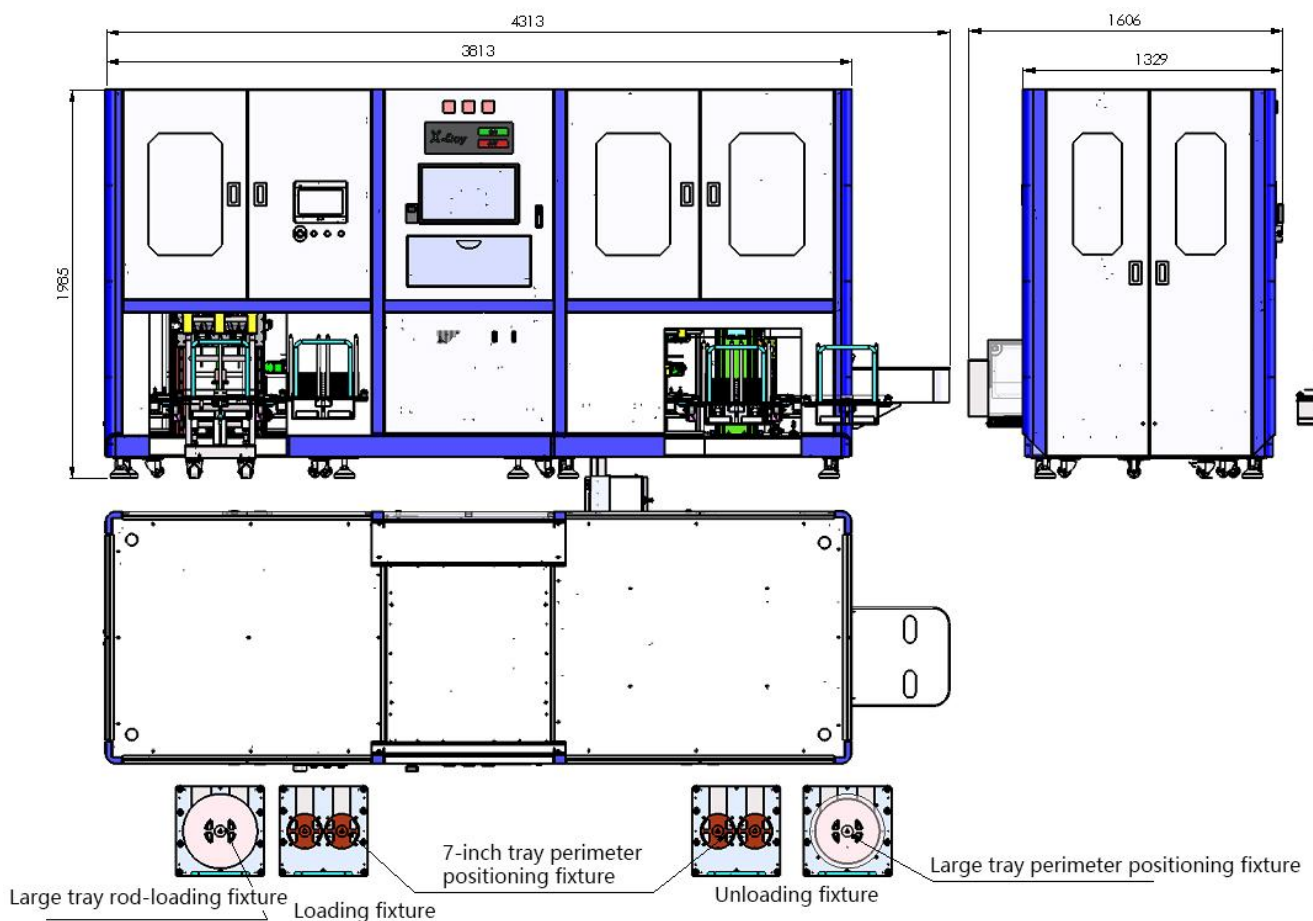 4313
3813
1606
1329
1985
X-Ray
7-inch tray perimeter
positioning fixture
Large tray rod-loading fixture
Loading fixture
Unloading fixture
Large tray perimeter positioning fixture